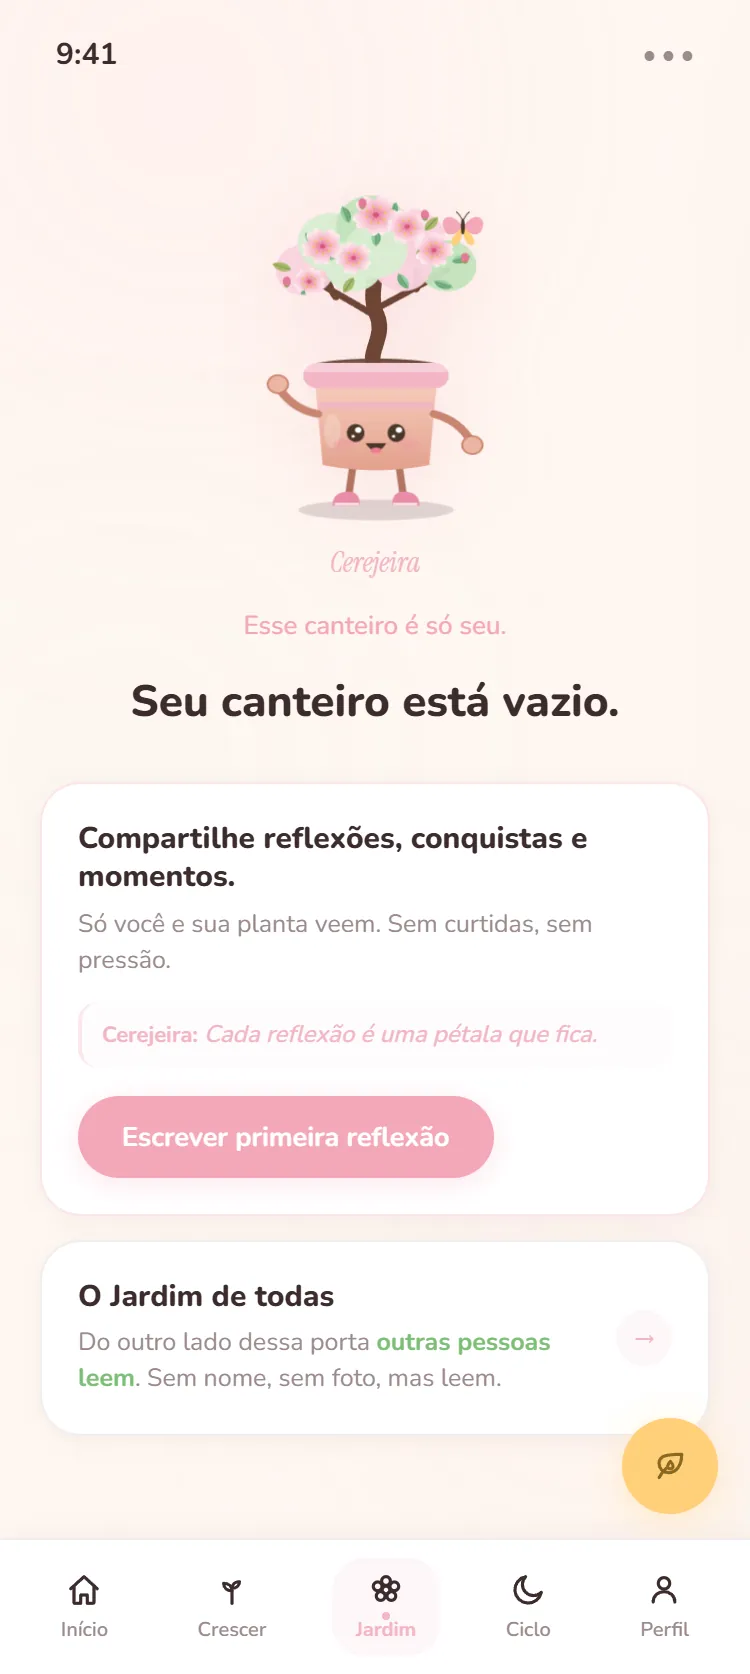 9:41
Cerejeira
Esse canteiro é só seu.
Seu canteiro está vazio.
Compartilhe reflexões, conquistas e
momentos.
Só você e sua planta veem. Sem curtidas, sem
pressão.
Cerejeira: Cada reflexão é uma pétala que fica.
Escrever primeira reflexão
O Jardim de todas
Do outro lado dessa porta outras pessoas
leem. Sem nome, sem foto, mas leem.
Início
Crescer
Jardim
Ciclo
Perfil